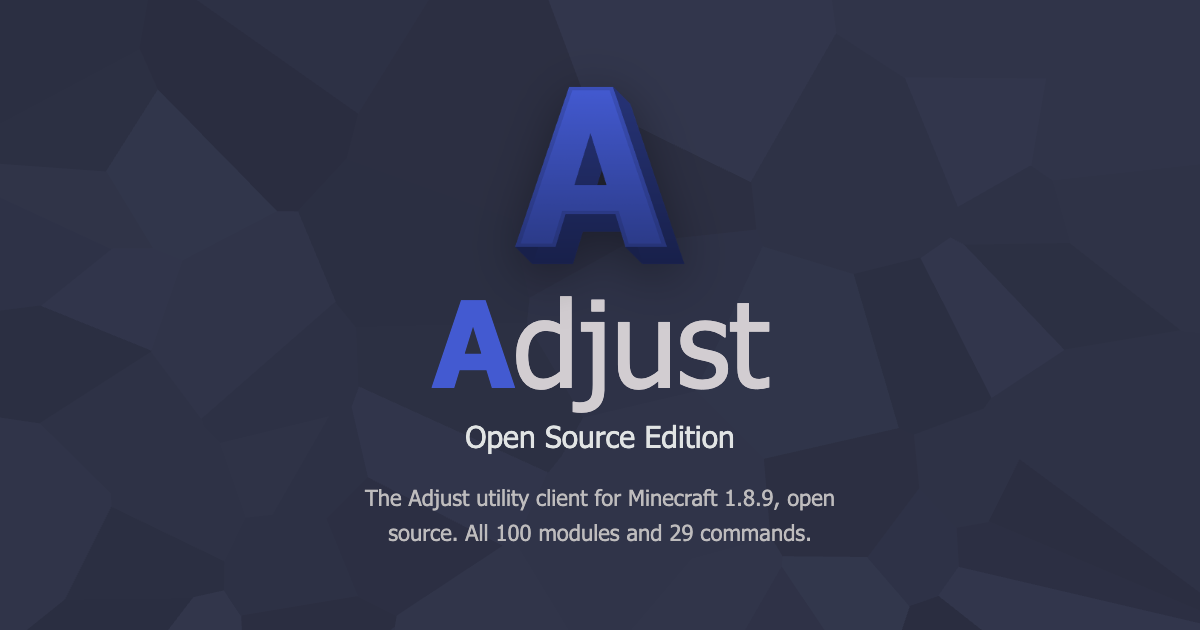 A
Adjust
Open Source Edition
The Adjust utility client for Minecraft 1.8.9, open
source. All 100 modules and 29 commands.